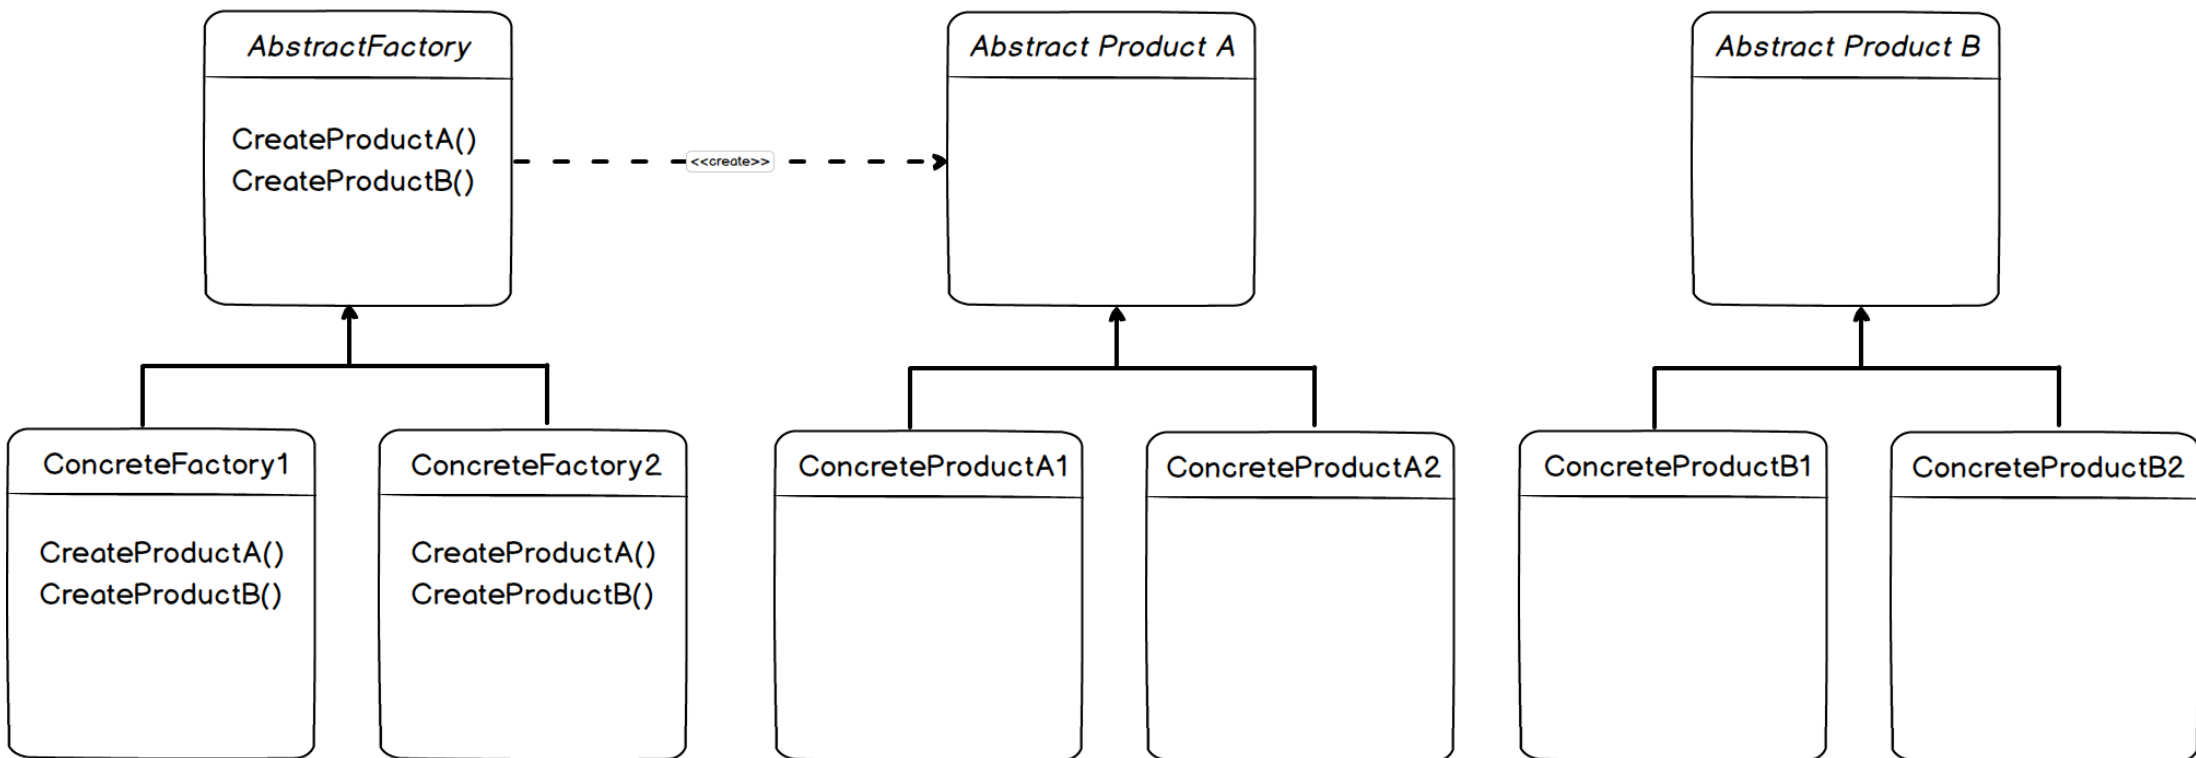 AbstractFactory
CreateProductA()
CreateProductB()
<<create>>
Abstract Product A
Abstract Product B
ConcreteFactory1
CreateProductA()
CreateProductB()
ConcreteFactory2
CreateProductA()
CreateProductB()
ConcreteProductA1
ConcreteProductA2
ConcreteProductB1
ConcreteProductB2